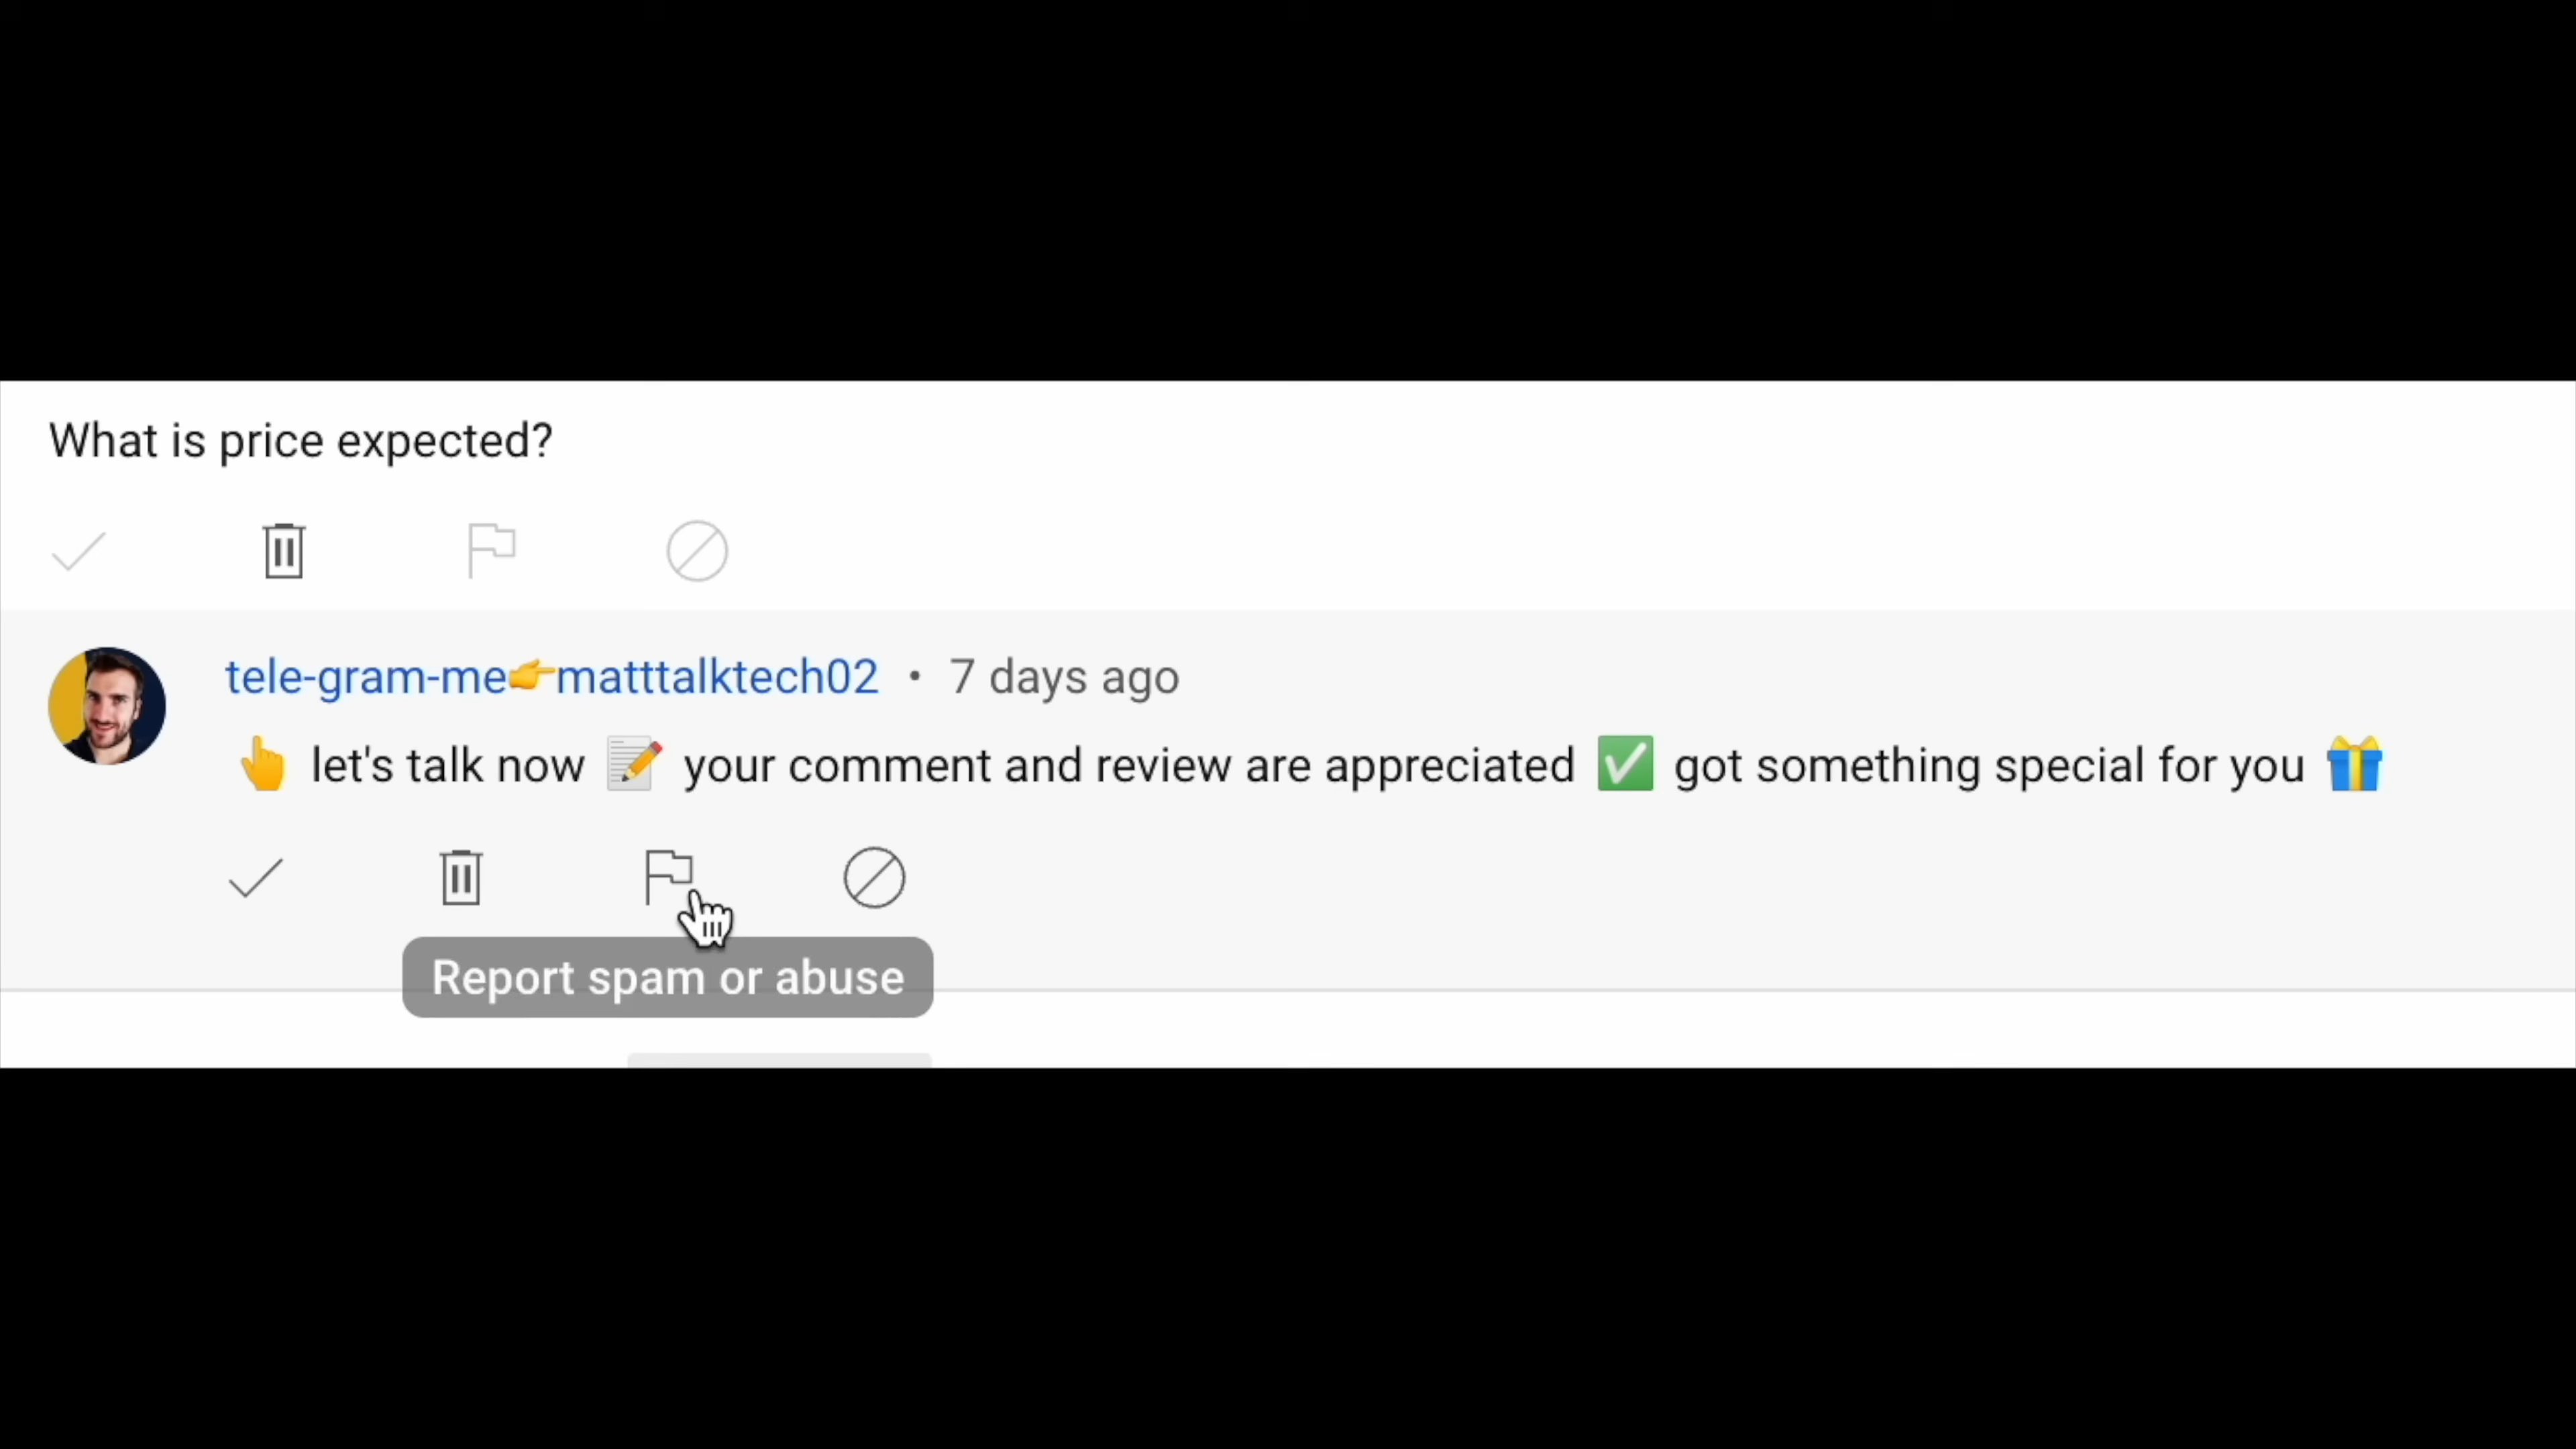 What is price expected?
tele-gram-me👉matttalktech02 • 7 days ago
👆 let's talk now 📝 your comment and review are appreciated ✅ got something special for you 🎁
Report spam or abuse